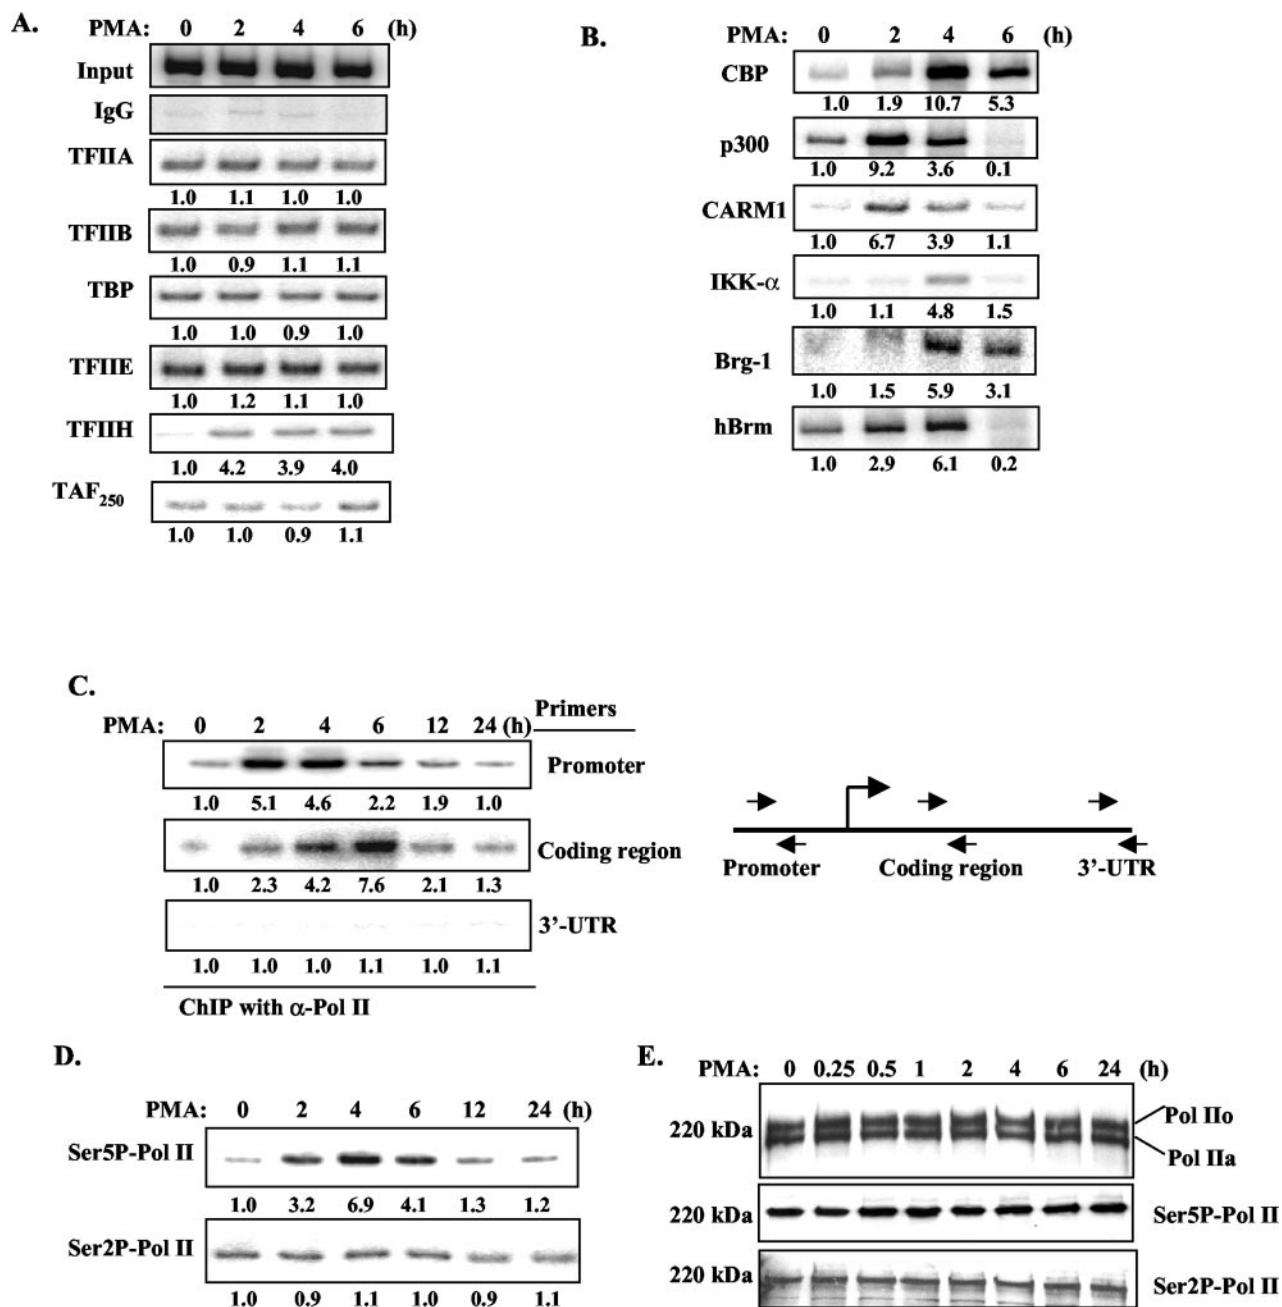 A.
PMA: 0 2 4 6 (h)
Input
IgG
TFIIA
1.0 1.1 1.0 1.0
TFIIB
1.0 0.9 1.1 1.1
TBP
1.0 1.0 0.9 1.0
TFIIE
1.0 1.2 1.1 1.0
TFIIH
1.0 4.2 3.9 4.0
TAF250
1.0 1.0 0.9 1.1
B.
PMA: 0 2 4 6 (h)
CBP
1.0 1.9 10.7 5.3
p300
1.0 9.2 3.6 0.1
CARM1
1.0 6.7 3.9 1.1
IKK-α
1.0 1.1 4.8 1.5
Brg-1
1.0 1.5 5.9 3.1
hBrm
1.0 2.9 6.1 0.2
C.
PMA: 0 2 4 6 12 24 (h)
Primers
Promoter
1.0 5.1 4.6 2.2 1.9 1.0
Coding region
1.0 2.3 4.2 7.6 2.1 1.3
3'-UTR
1.0 1.0 1.0 1.1 1.0 1.1
ChIP with α-Pol II
Promoter Coding region 3'-UTR
D.
PMA: 0 2 4 6 12 24 (h)
Ser5P-Pol II
1.0 3.2 6.9 4.1 1.3 1.2
Ser2P-Pol II
1.0 0.9 1.1 1.0 0.9 1.1
E.
PMA: 0 0.25 0.5 1 2 4 6 24 (h)
220 kDa
Pol IIo
Pol IIa
220 kDa
Ser5P-Pol II
220 kDa
Ser2P-Pol II